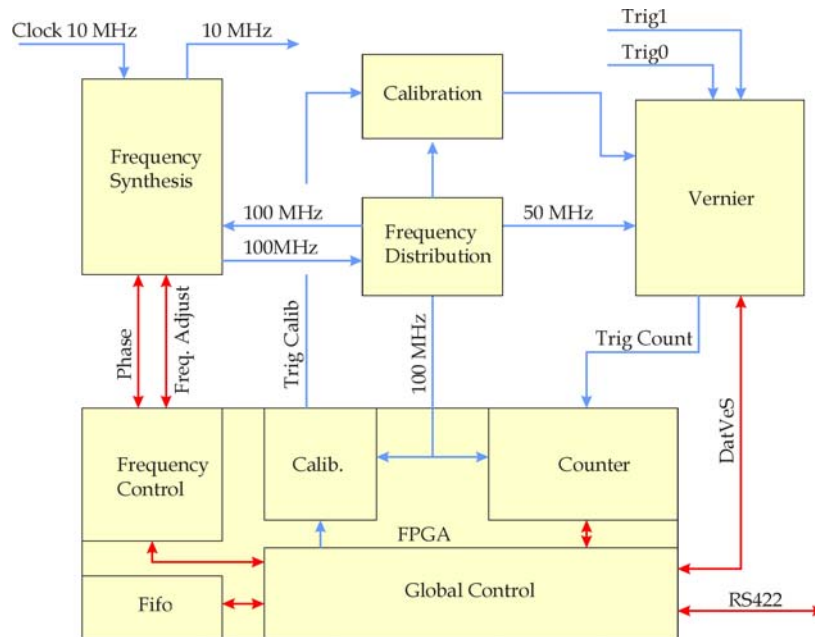 Clock 10 MHz
10 MHz
Trig1
Trig0
Calibration
Frequency
Synthesis
Vernier
100 MHz
Frequency
Distribution
50 MHz
100MHz
Phase
Freq. Adjust
Trig Calib
100 MHz
Trig Count
DatVeS
Frequency
Control
Calib.
Counter
FPGA
Global Control
Fifo
RS422